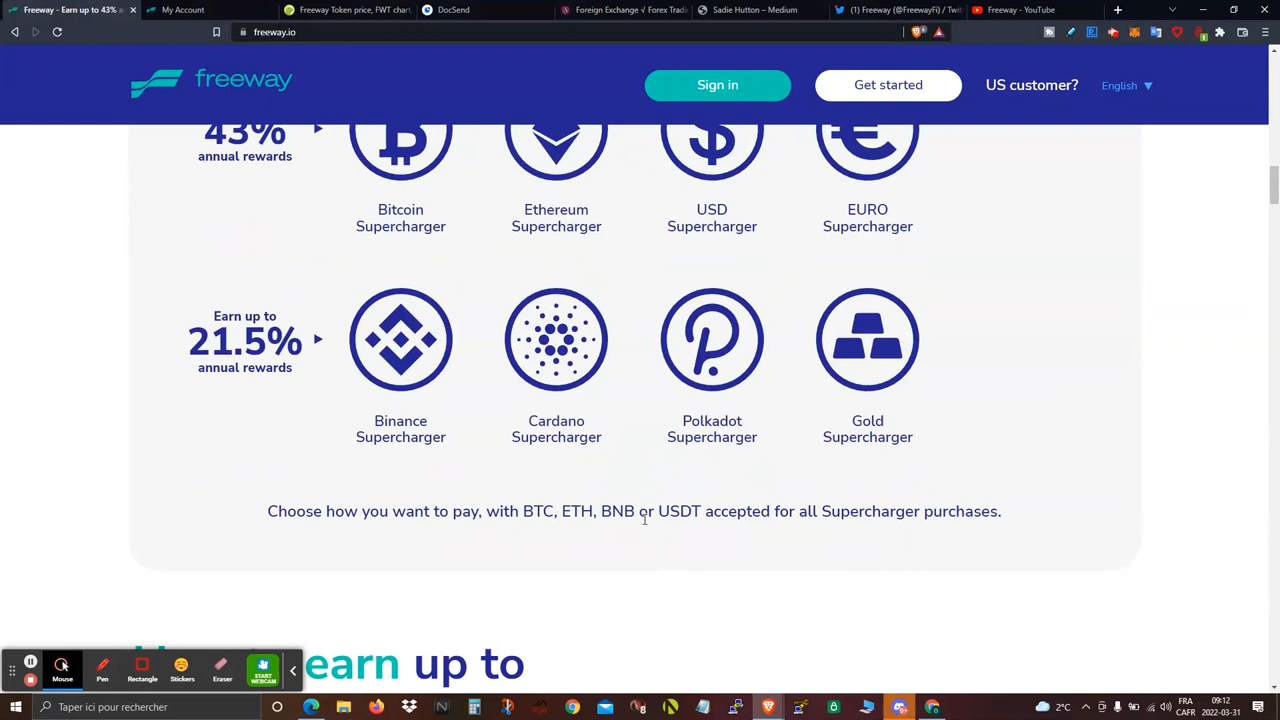 Freeway - Earn up to 43% a
My Account
Freeway Token price, FWT chart,
DocSend
Foreign Exchange √ Forex Tradi
Sadie Hutton – Medium
(1) Freeway (@FreewayFi) / Twit
Freeway - YouTube
freeway.io
freeway
Sign in
Get started
US customer?
English
43%
annual rewards
Bitcoin
Supercharger
Ethereum
Supercharger
USD
Supercharger
EURO
Supercharger
Earn up to
21.5%
annual rewards
Binance
Supercharger
Cardano
Supercharger
Polkadot
Supercharger
Gold
Supercharger
Choose how you want to pay, with BTC, ETH, BNB or USDT accepted for all Supercharger purchases.
earn up to
Mouse
Pen
Rectangle
Stickers
Eraser
START
WEBCAM
Taper ici pour rechercher
2°C
FRA
CAFR
09:12
2022-03-31